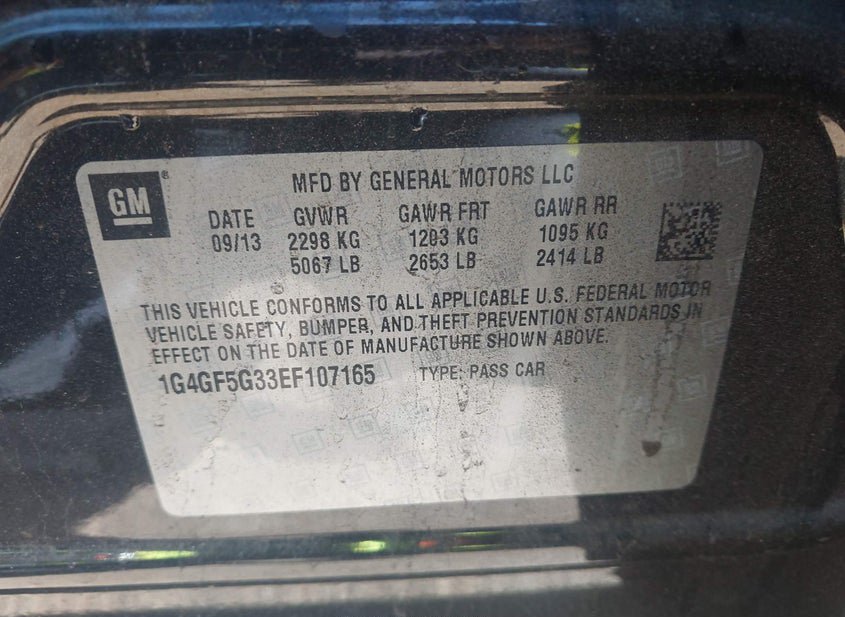 GM
®
MFD BY GENERAL MOTORS LLC
DATE GVWR GAWR FRT GAWR RR
09/13 2298 KG 1203 KG 1095 KG
5067 LB 2653 LB 2414 LB
THIS VEHICLE CONFORMS TO ALL APPLICABLE U.S. FEDERAL MOTOR
VEHICLE SAFETY, BUMPER, AND THEFT PREVENTION STANDARDS IN
EFFECT ON THE DATE OF MANUFACTURE SHOWN ABOVE.
1G4GF5G33EF107165 TYPE: PASS CAR